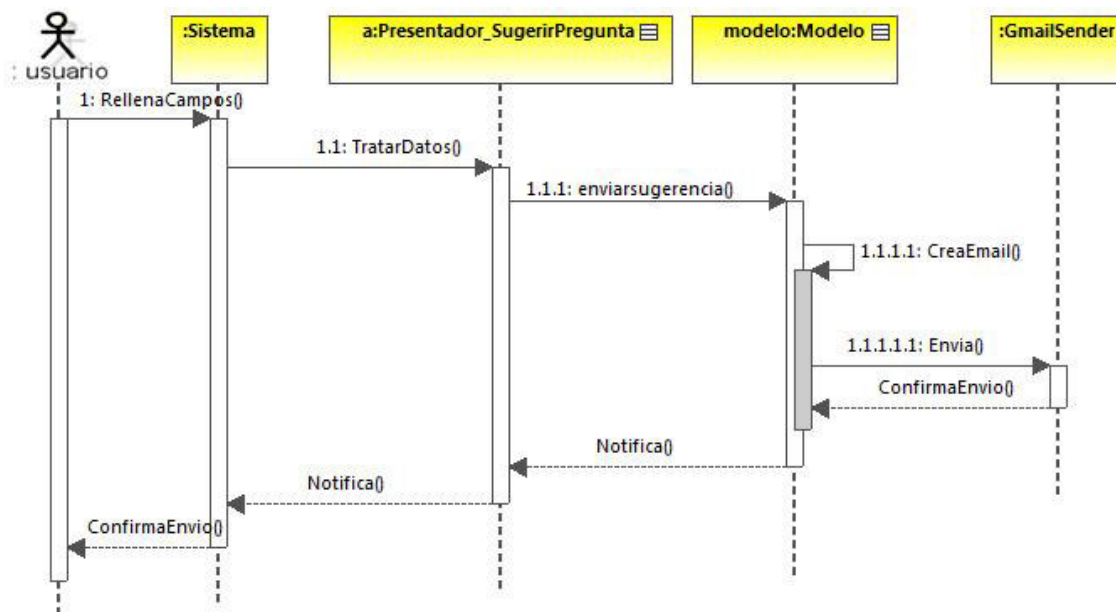 : usuario
:Sistema
a:Presentador_SugerirPregunta
modelo:Modelo
:GmailSender
1: RellenaCampos()
1.1: TratarDatos()
1.1.1: enviarsugerencia()
1.1.1.1: CreaEmail()
1.1.1.1.1: Envia()
ConfirmaEnvio()
Notifica()
Notifica()
ConfirmaEnvio()